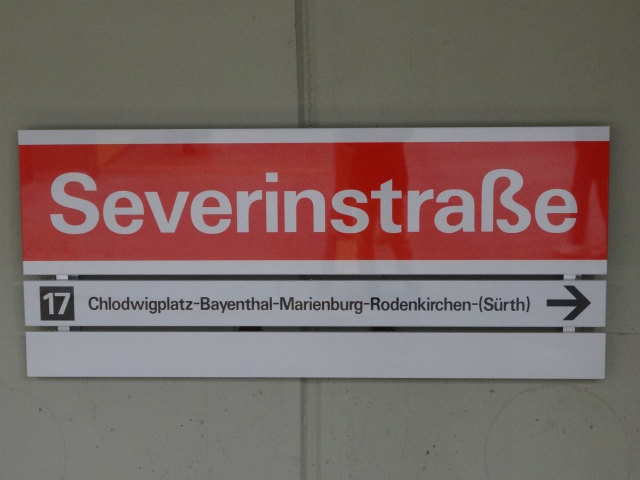 Severinstraße
17 Chlodwigplatz-Bayenthal-Marienburg-Rodenkirchen-(Sürth) →